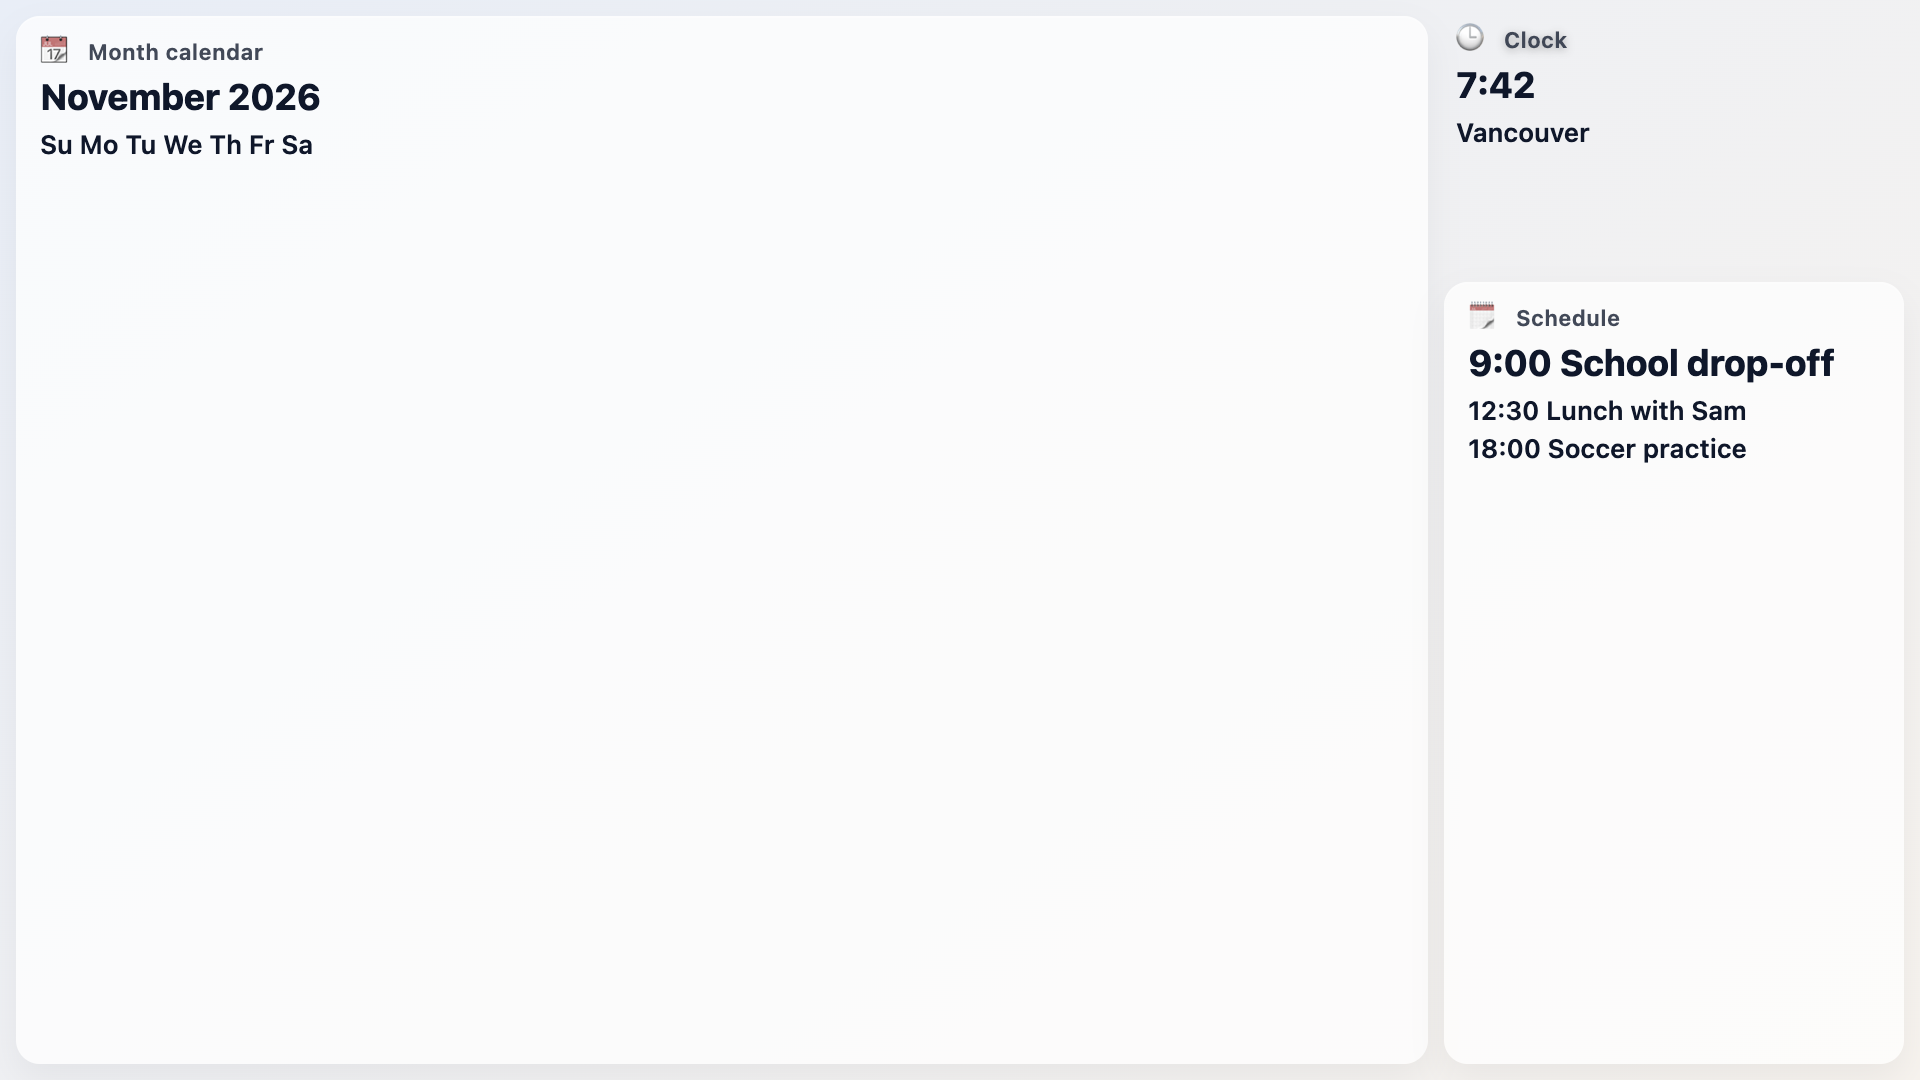 Month calendar
November 2026
Su Mo Tu We Th Fr Sa
Clock
7:42
Vancouver
Schedule
9:00 School drop-off
12:30 Lunch with Sam
18:00 Soccer practice